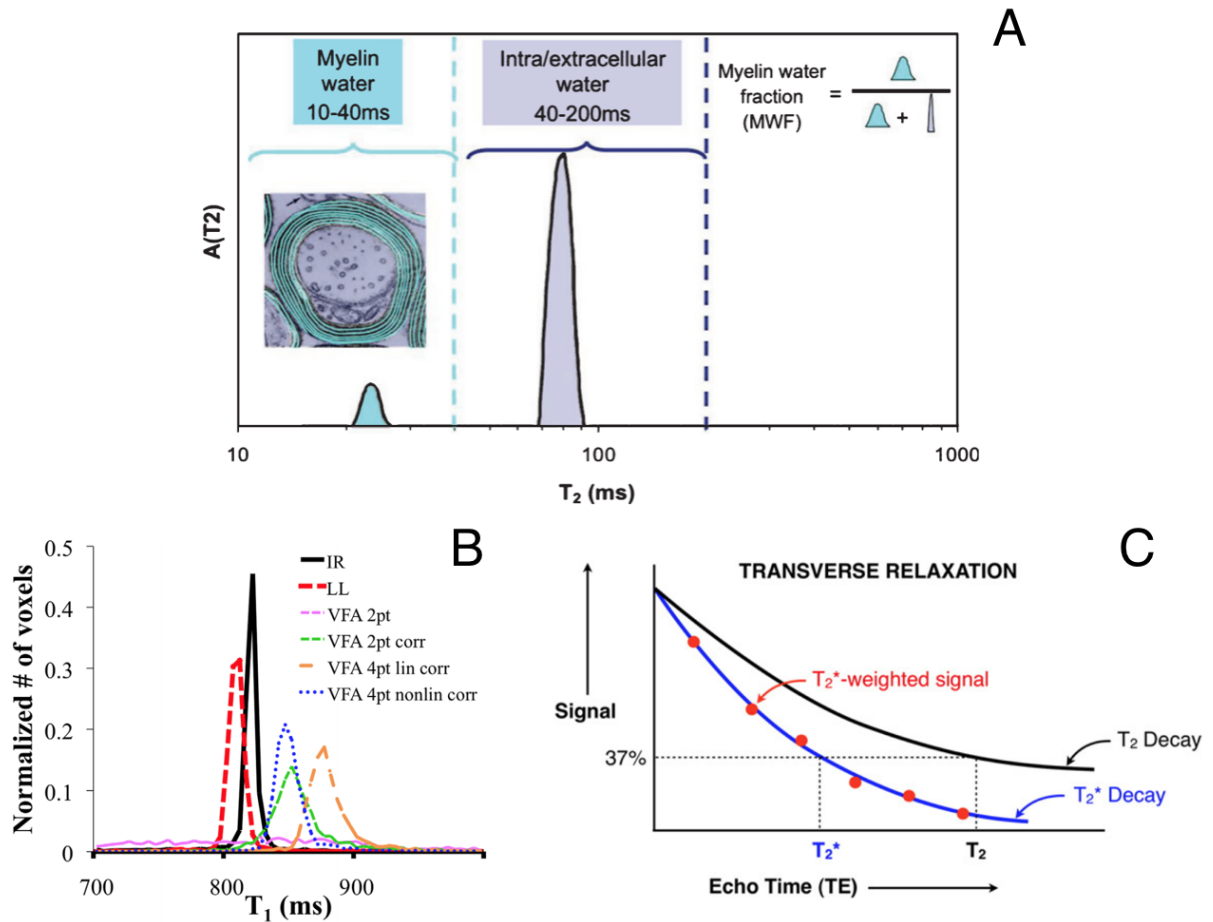 A
Myelin
water
10-40ms
Intra/extracellular
water
40-200ms
Myelin water
fraction
(MWF)
=
+
A(T2)
10
100
1000
T₂ (ms)
B
0.5
0.4
0.3
0.2
0.1
0
Normalized # of voxels
IR
LL
VFA 2pt
VFA 2pt corr
VFA 4pt lin corr
VFA 4pt nonlin corr
700
800
900
T₁ (ms)
C
TRANSVERSE RELAXATION
T₂*-weighted signal
Signal
37%
T₂ Decay
T₂* Decay
T₂*
T₂
Echo Time (TE)